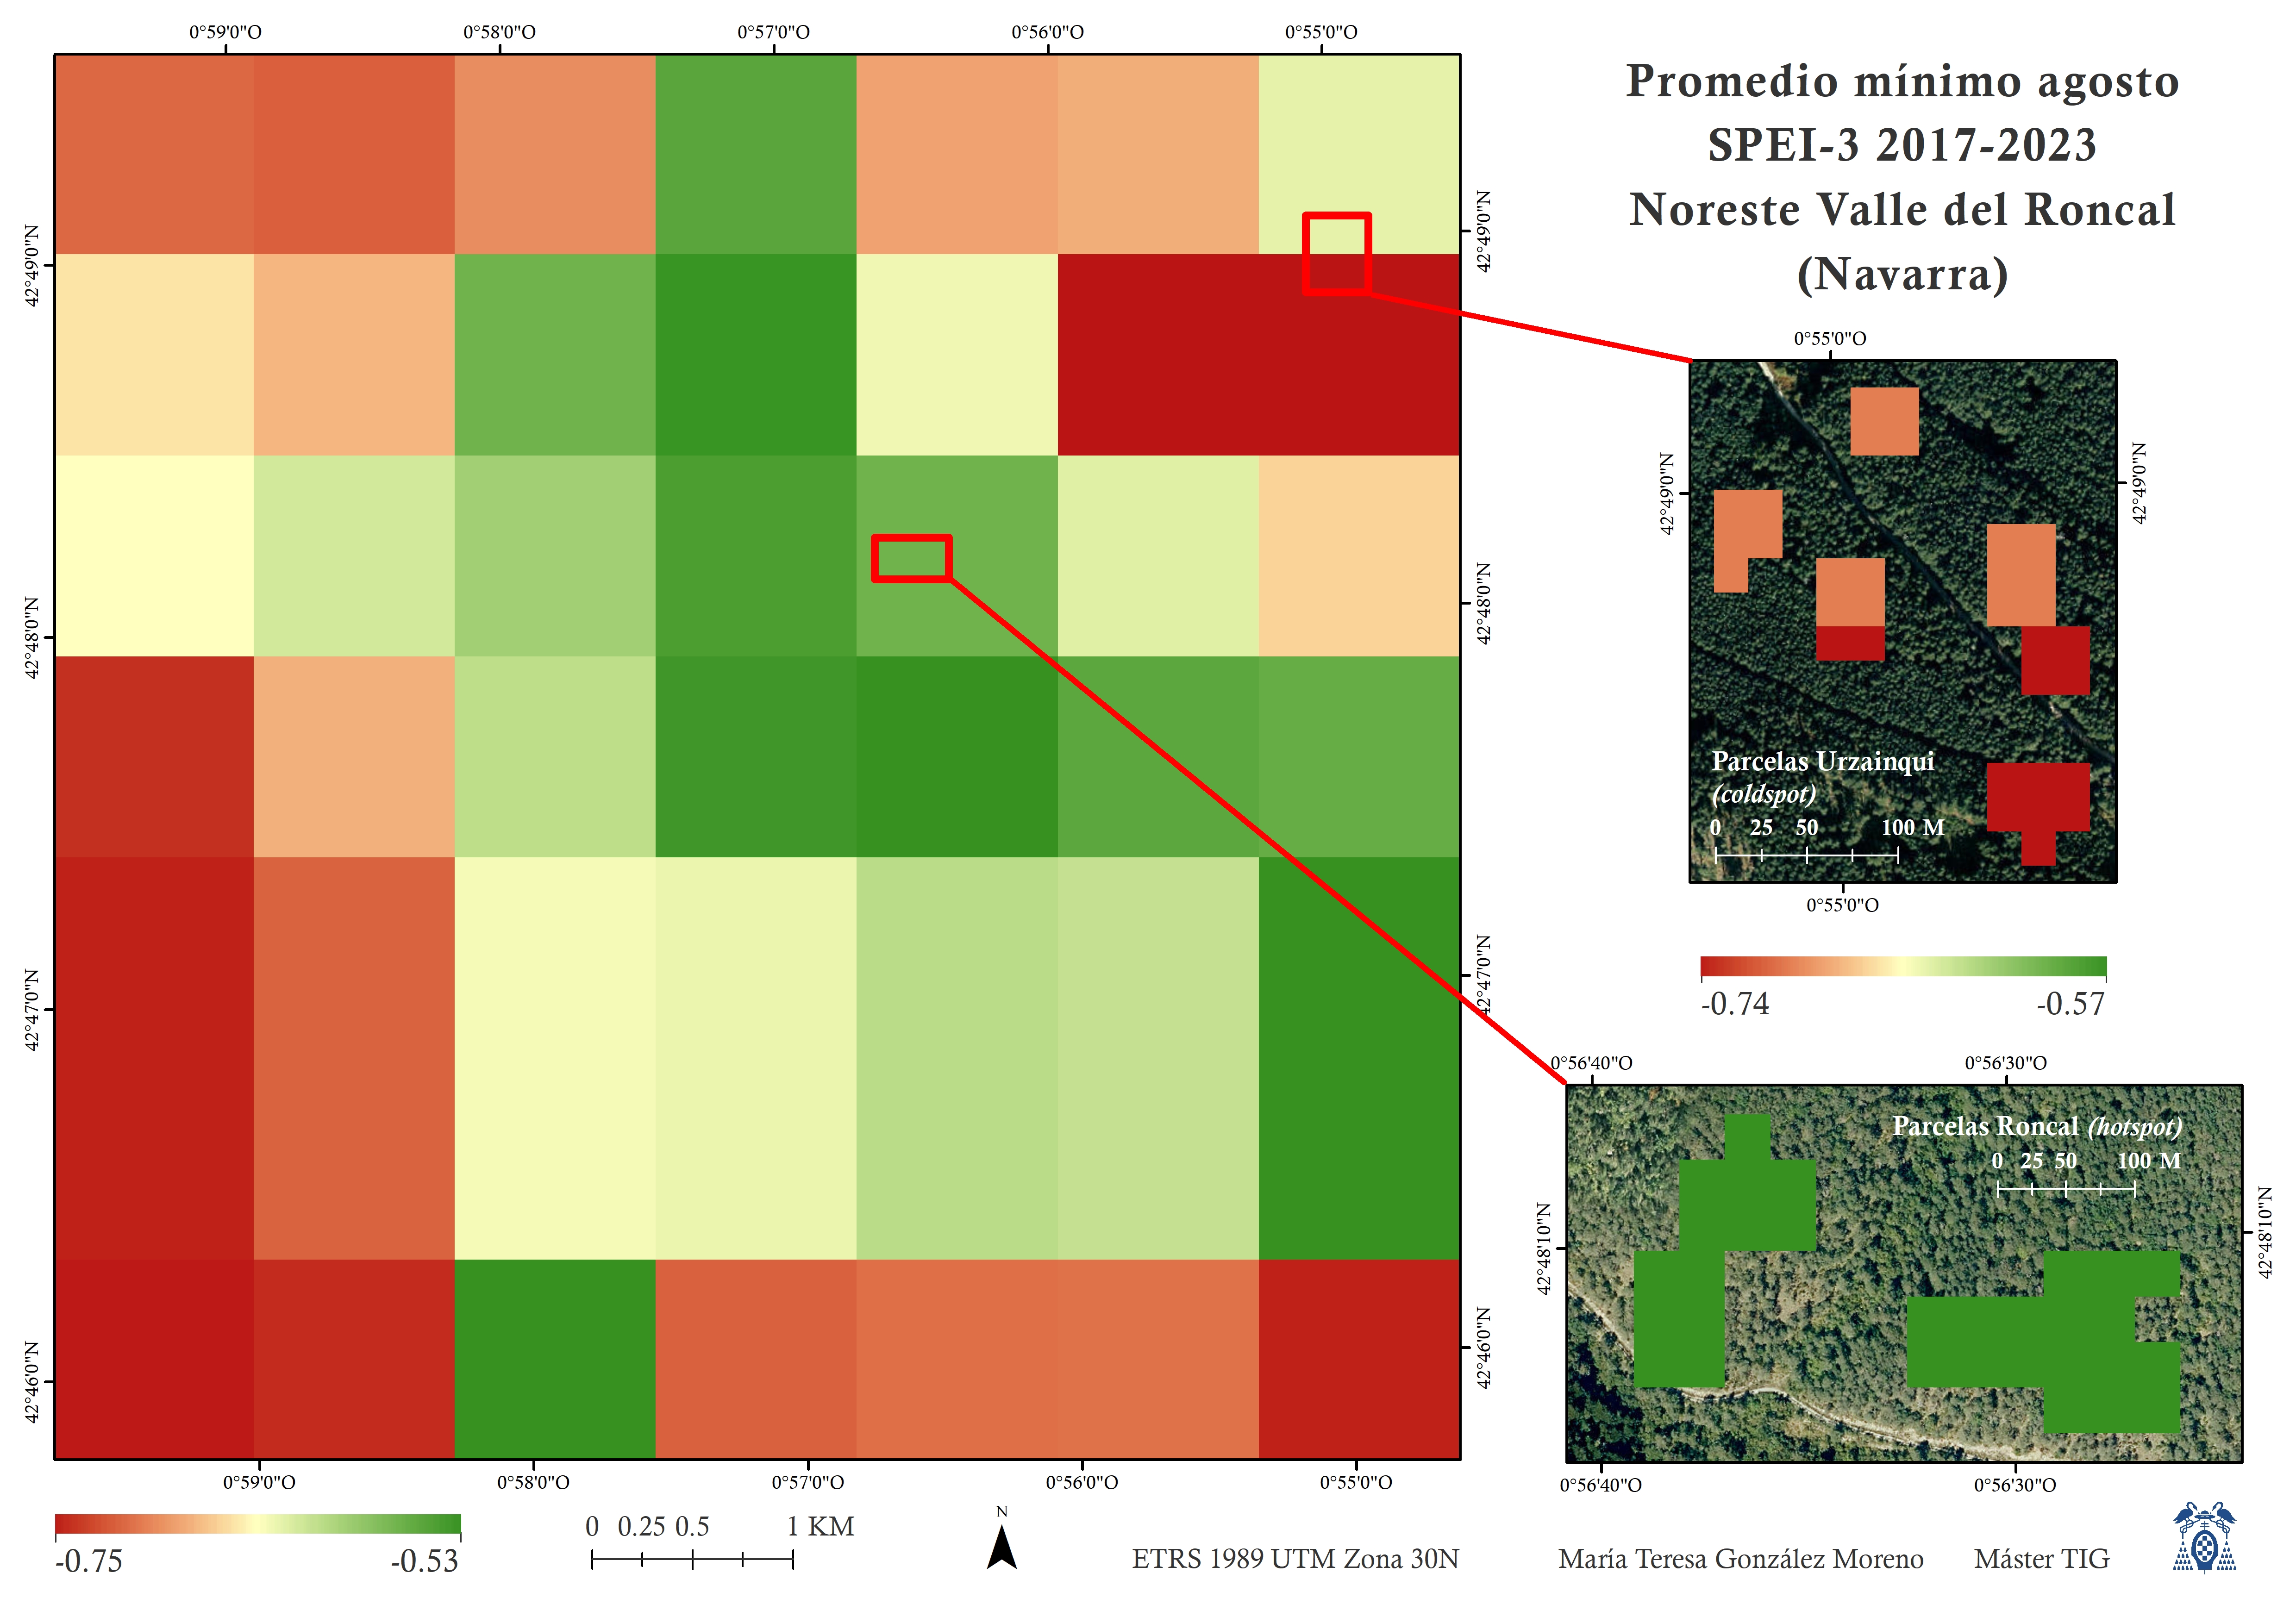 Promedio mínimo agosto
SPEI-3 2017-2023
Noreste Valle del Roncal
(Navarra)
0°59'0"O 0°58'0"O 0°57'0"O 0°56'0"O 0°55'0"O
42°49'0"N
42°48'0"N
42°47'0"N
42°46'0"N
42°49'0"N
42°48'0"N
42°47'0"N
42°46'0"N
0°59'0"O 0°58'0"O 0°57'0"O 0°56'0"O 0°55'0"O
0°55'0"O
42°49'0"N
42°49'0"N
Parcelas Urzainqui
(coldspot)
0 25 50 100 M
0°55'0"O
-0.74 -0.57
0°56'40"O 0°56'30"O
Parcelas Roncal (hotspot)
0 25 50 100 M
42°48'10"N
42°48'10"N
0°56'40"O 0°56'30"O
-0.75 -0.53
0 0.25 0.5 1 KM
N
ETRS 1989 UTM Zona 30N
María Teresa González Moreno Máster TIG